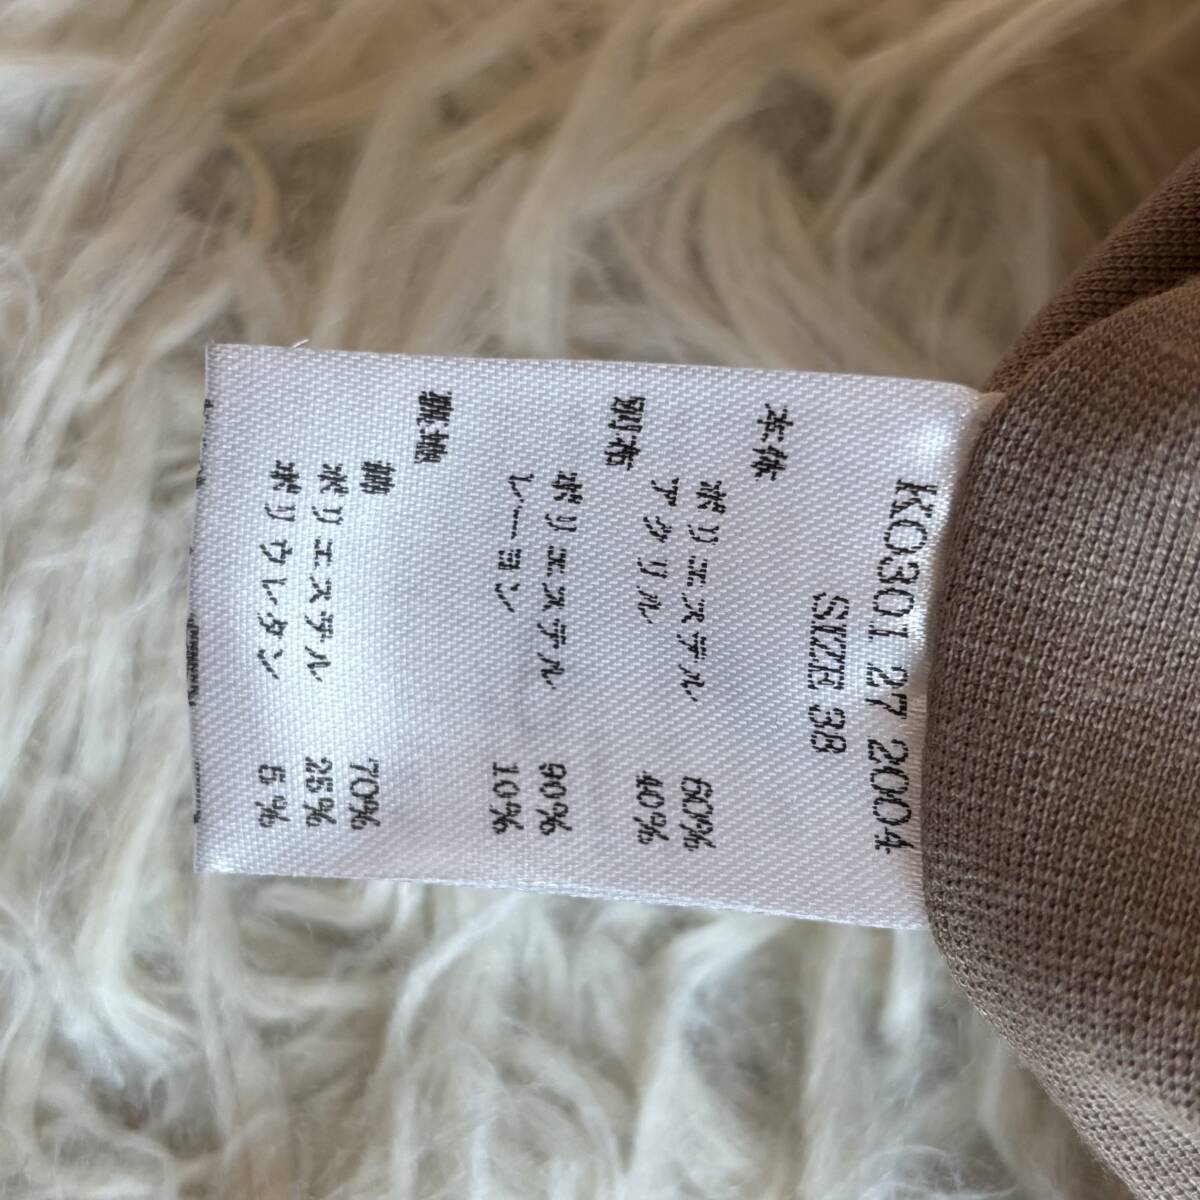 KO301 27 2004
SIZE 38
本体
ポリエステル 60%
アクリル 40%
別布
ポリエステル 90%
レーヨン 10%
綿 70%
ポリエステル 25%
ポリウレタン 5%